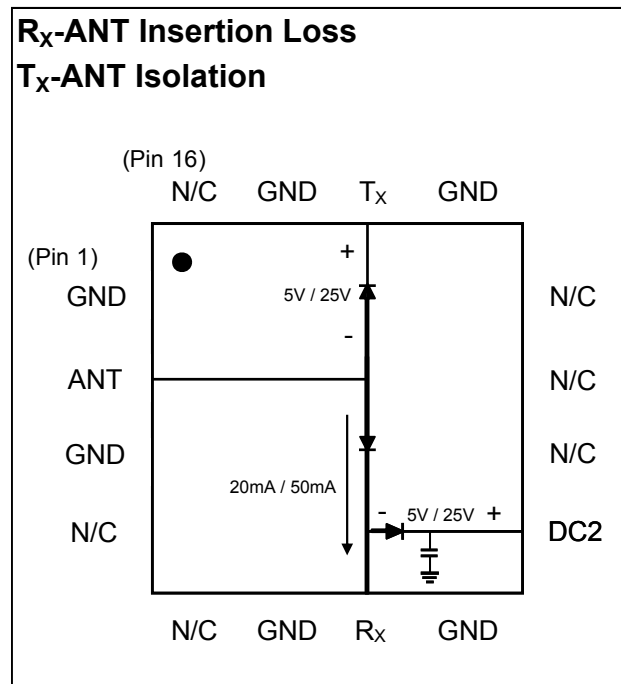 RX-ANT Insertion Loss
TX-ANT Isolation
(Pin 16)
N/C GND TX GND
(Pin 1)
+
GND 5V / 25V N/C
-
ANT N/C
GND N/C
20mA / 50mA
- 5V / 25V +
N/C DC2
N/C GND RX GND